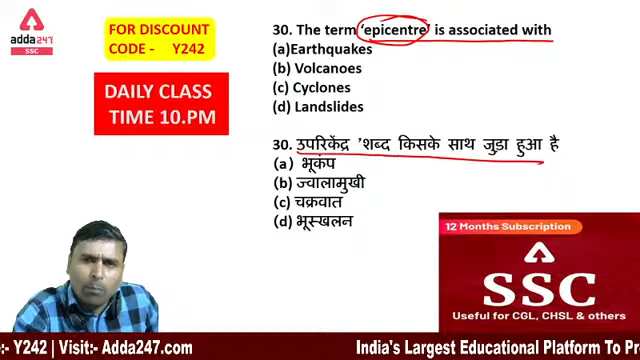 adda247
SSC
FOR DISCOUNT
CODE - Y242
DAILY CLASS
TIME 10.PM
30. The term 'epicentre' is associated with
(a)Earthquakes
(b) Volcanoes
(c) Cyclones
(d) Landslides
30. उपरिकेंद्र 'शब्द किसके साथ जुड़ा हुआ है
(a) भूकंप
(b) ज्वालामुखी
(c) चक्रवात
(d) भूस्खलन
12 Months Subscription
SSC
Useful for CGL, CHSL & others
:- Y242 | Visit:- Adda247.com
India's Largest Educational Platform To Pr